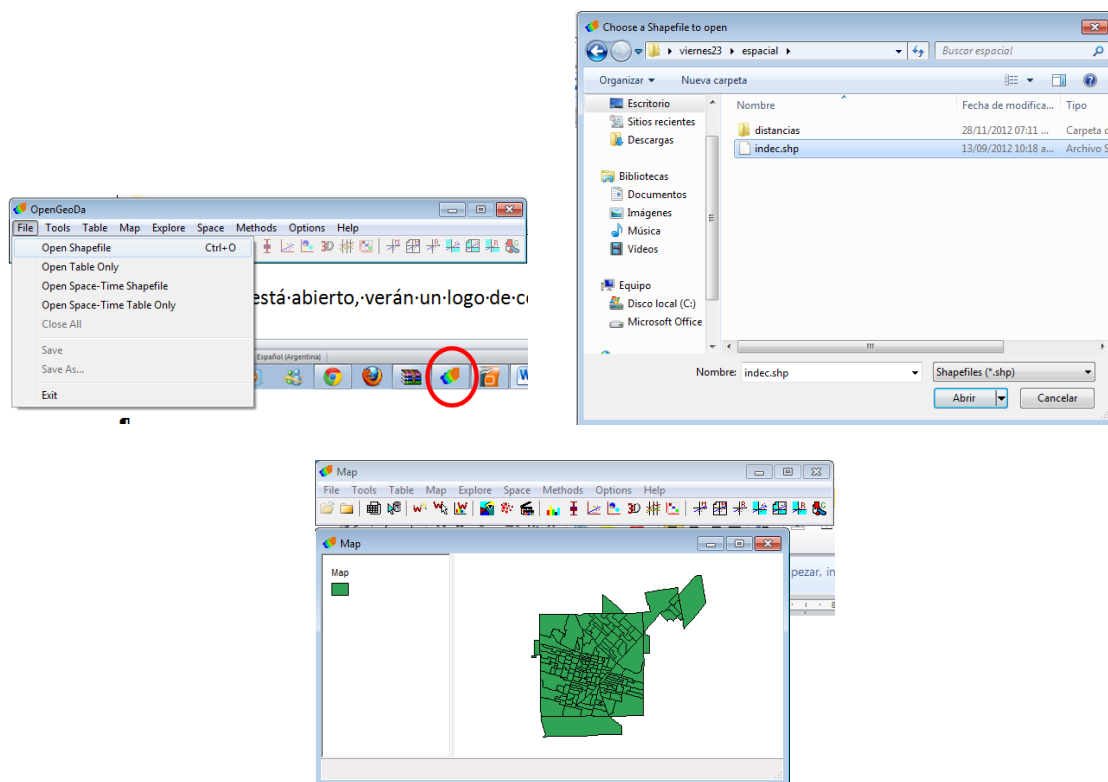 OpenGeoDa
File Tools Table Map Explore Space Methods Options Help
Open Shapefile Ctrl+O
Open Table Only
Open Space-Time Shapefile
Open Space-Time Table Only
Close All
Save
Save As...
Exit
3D
está·abierto,·verán·un·logo·de·c
Español (Argentina)
W
¶
Choose a Shapefile to open
viernes23 espacial
Buscar espacial
Organizar Nueva carpeta
Escritorio
Sitios recientes
Descargas
Bibliotecas
Documentos
Imágenes
Música
Vídeos
Equipo
Disco local (C:)
Microsoft Office
Nombre Fecha de modifica... Tipo
distancias 28/11/2012 07:11 ... Carpeta
indec.shp 13/09/2012 10:18 a... Archivo S
Nombre: indec.shp Shapefiles (*.shp)
Abrir Cancelar
Map
File Tools Table Map Explore Space Methods Options Help
3D
Map
Map
pezar, in